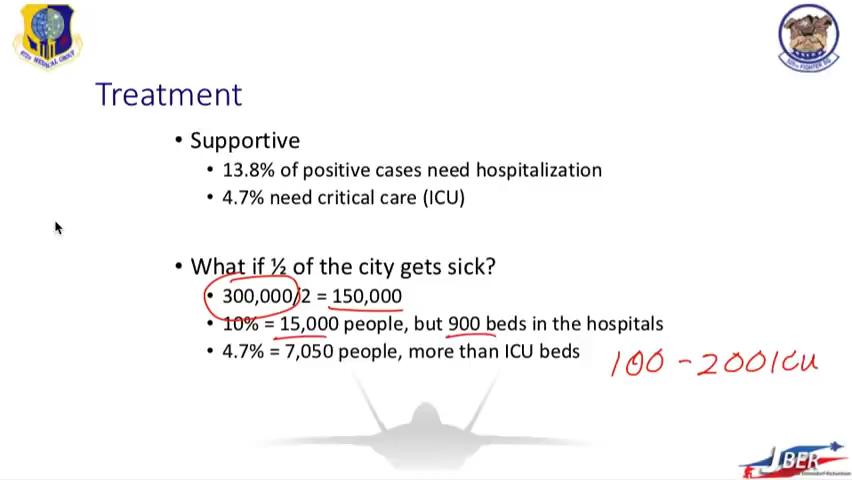 Treatment
• Supportive
• 13.8% of positive cases need hospitalization
• 4.7% need critical care (ICU)
• What if ½ of the city gets sick?
• 300,000/2 = 150,000
• 10% = 15,000 people, but 900 beds in the hospitals
• 4.7% = 7,050 people, more than ICU beds
100 - 200 ICU
JBER